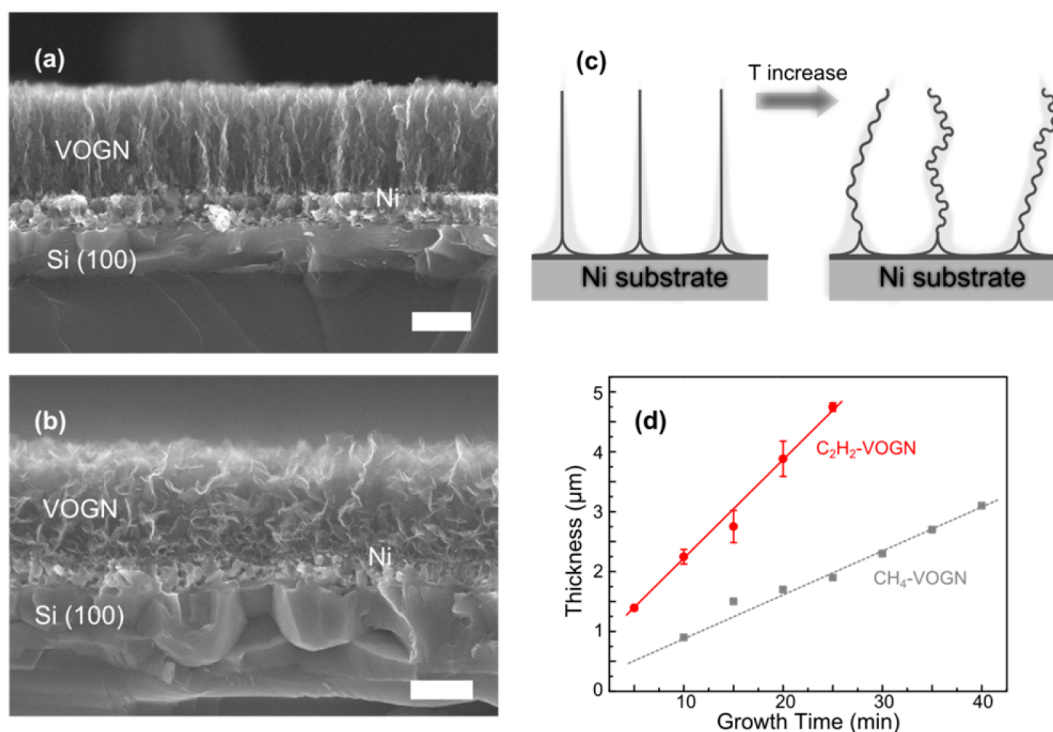 (a)
VOGN
Ni
Si (100)
(b)
VOGN
Ni
Si (100)
(c)
T increase
Ni substrate
Ni substrate
(d)
5
4
3
2
1
0
Thickness (μm)
C₂H₂-VOGN
CH₄-VOGN
10 20 30 40
Growth Time (min)